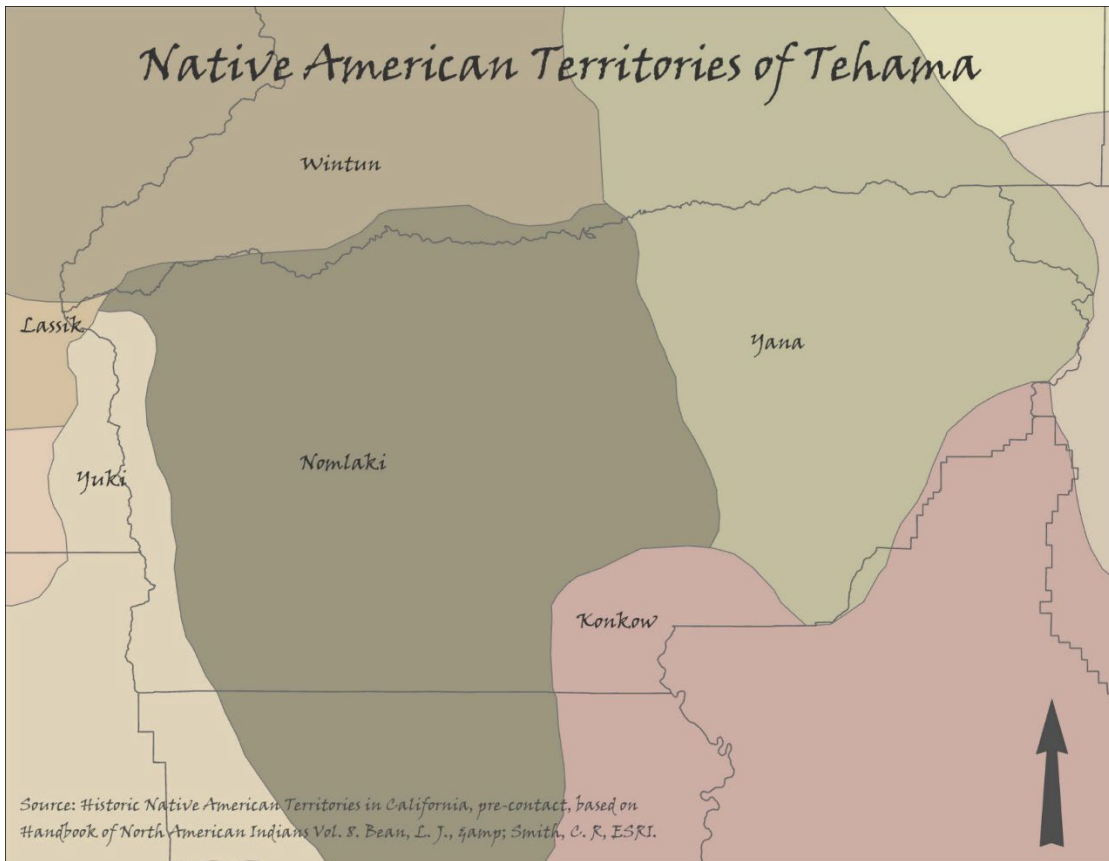 Native American Territories of Tehama
Wintun
Lassik
Yana
Nomlaki
Yuki
Konkow
Source: Historic Native American Territories in California, pre-contact, based on
Handbook of North American Indians Vol. 8. Bean, L. J., &amp; Smith, C. R, ESRI.